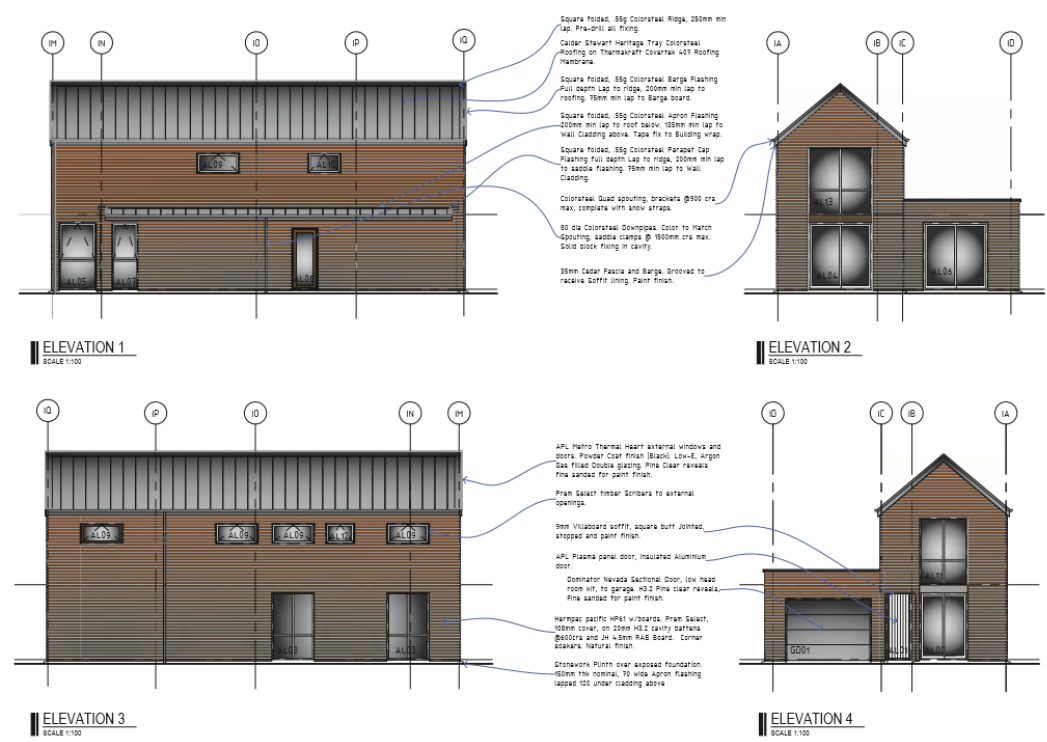 IM
IN
IO
IP
IQ
AL09
AL10
AL05
AL07
AL08
ELEVATION 1
SCALE 1:100
Square folded, .55g Colorsteel Ridge, 250mm min
lap. Pre-drill all fixing.
Calder Stewart Heritage Tray Colorsteel
Roofing on Thermakraft Covertek 407 Roofing
Membrane.
Square folded, .55g Colorsteel Barge Flashing
Full depth Lap to ridge, 200mm min lap to
roofing. 75mm min lap to Barge board.
Square folded, .55g Colorsteel Apron Flashing
200mm min lap to roof below. 135mm min lap to
Wall Cladding above. Tape fix to Building wrap.
Square folded, .55g Colorsteel Parapet Cap
Flashing full depth Lap to ridge, 200mm min lap
to saddle flashing. 75mm min lap to Wall
Cladding.
Colorsteel Quad spouting, brackets @900 crs
max, complete with snow straps.
80 dia Colorsteel Downpipes. Color to Match
Spouting, saddle clamps @ 1500mm crs max.
Solid block fixing in cavity.
35mm Cedar Fascia and Barge. Grooved to
receive Soffit lining. Paint finish.
IA
IB
IC
ID
AL13
AL04
AL06
ELEVATION 2
SCALE 1:100
IQ
IP
IO
IN
IM
AL09
AL09
AL09
AL12
AL09
AL03
AL03
ELEVATION 3
SCALE 1:100
APL Metro Thermal Heart external windows and
doors. Powder Coat finish (Black). Low-E, Argon
Gas filled Double glazing. Pine Clear reveals
fine sanded for paint finish.
Prem Select timber Scribers to external
openings.
9mm Villaboard soffit, square butt Jointed,
stopped and paint finish.
APL Plasma panel door, Insulated Aluminium
door.
Dominator Nevada Sectional Door, low head
room kit, to garage. H3.2 Pine clear reveals,
Fine sanded for paint finish.
Hermpac pacific HP61 w/boards. Prem Select,
108mm cover, on 20mm H3.2 cavity battens
@600crs and JH 4.5mm RAB Board. Corner
soakers. Natural finish.
Stonework Plinth over exposed foundation.
150mm thk nominal, 70 wide Apron flashing
lapped 120 under cladding above
ID
IC
IB
IA
AL11
GD01
AL01
AL02
ELEVATION 4
SCALE 1:100